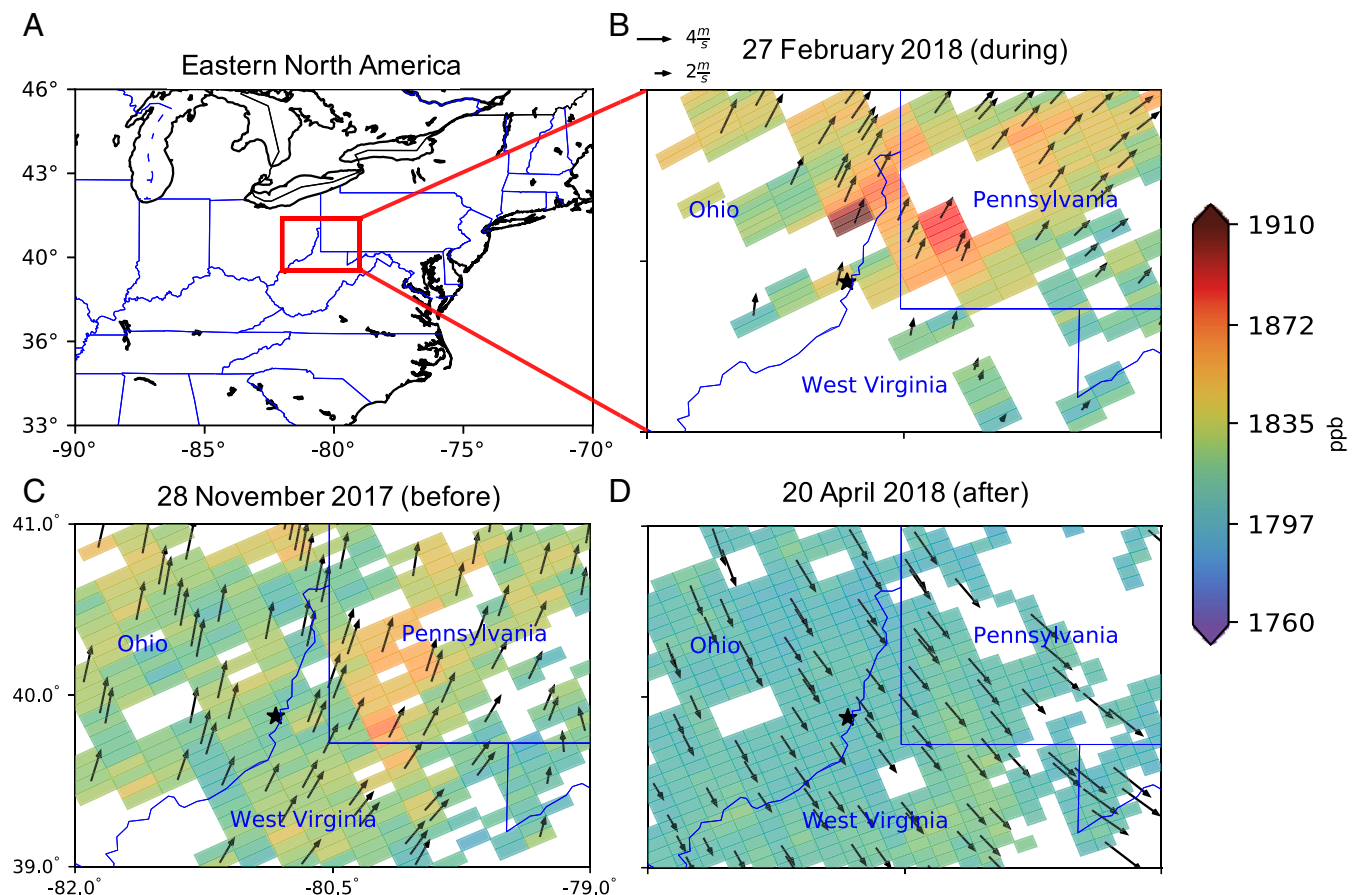 A
Eastern North America
46°
43°
40°
36°
33°
-90
-85
-80
-75
-70
B
4 m/s
2 m/s
27 February 2018 (during)
Ohio
Pennsylvania
West Virginia
1910
1872
1835
1797
1760
ppb
C
28 November 2017 (before)
41.0°
40.0°
39.0°
-82.0
-80.5
-79.0
Ohio
Pennsylvania
West Virginia
D
20 April 2018 (after)
Ohio
Pennsylvania
West Virginia